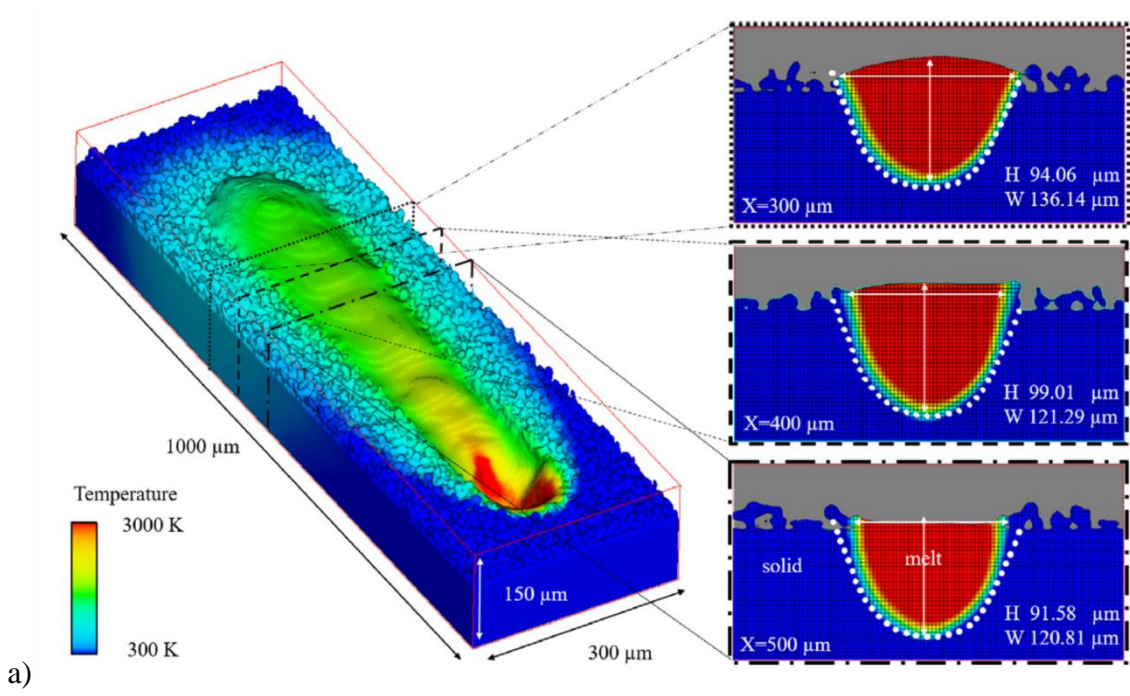 H 94.06 µm
W 136.14 µm
X=300 µm
H 99.01 µm
W 121.29 µm
X=400 µm
1000 µm
Temperature
3000 K
300 K
150 µm
300 µm
solid
melt
H 91.58 µm
W 120.81 µm
X=500 µm
a)